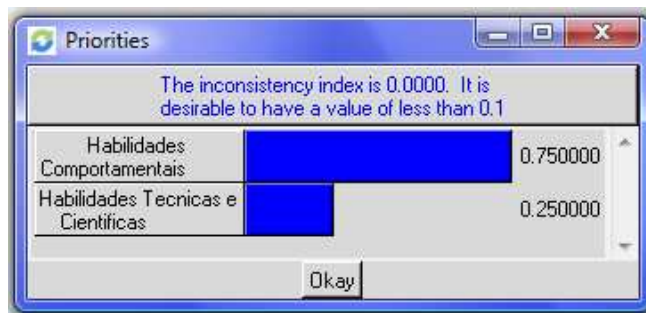 Priorities
The inconsistency index is 0.0000. It is
desirable to have a value of less than 0.1
Habilidades
Comportamentais
0.750000
Habilidades Tecnicas e
Cientificas
0.250000
Okay